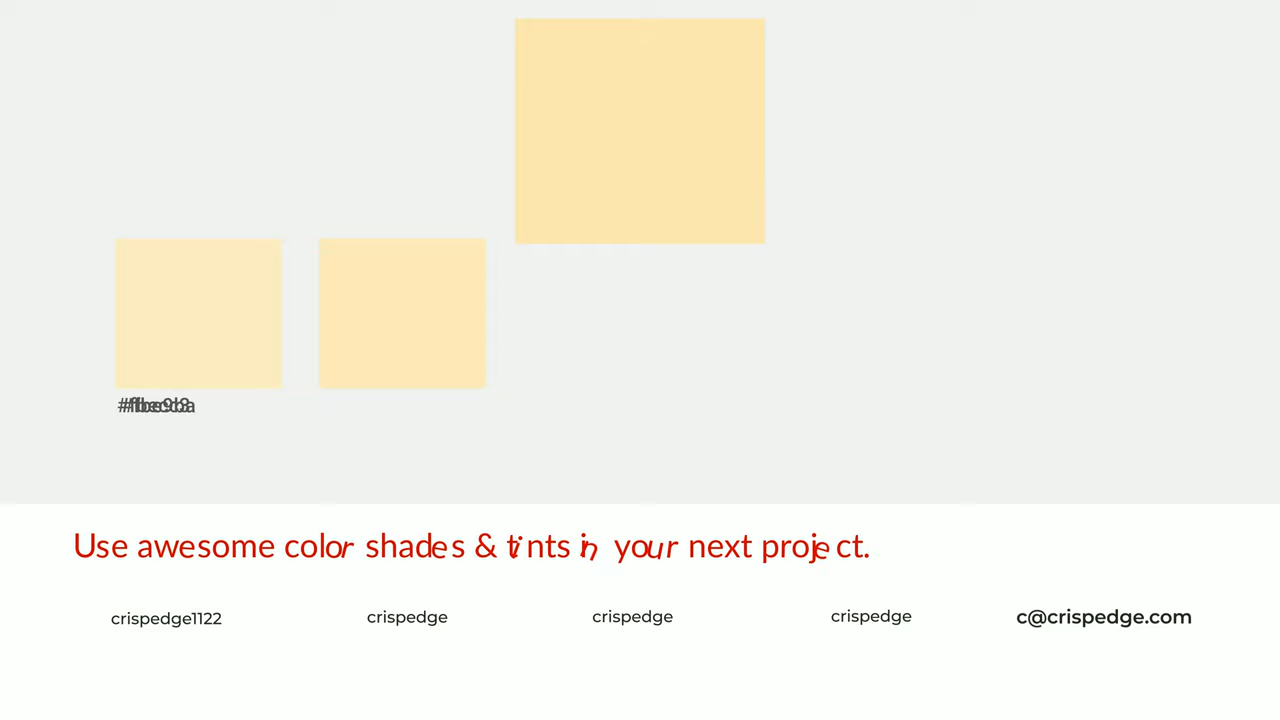 Use awesome color shades & tints in your next project.
crispedge1122 crispedge crispedge crispedge c@crispedge.com